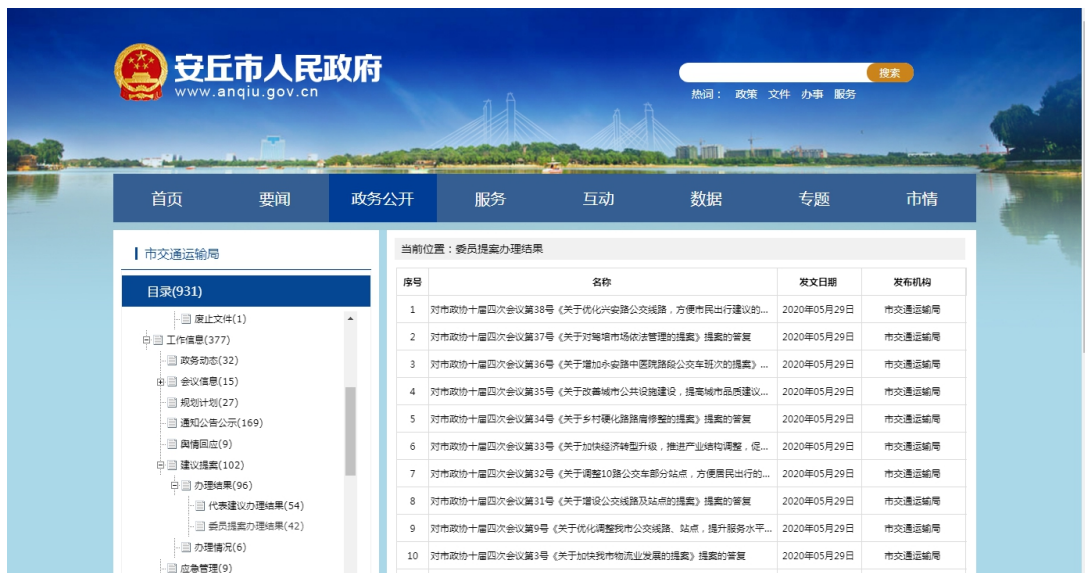 安丘市人民政府
www.anqiu.gov.cn
搜索
热词： 政策 文件 办事 服务
首页 要闻 政务公开 服务 互动 数据 专题 市情
市交通运输局
目录(931)
废止文件(1)
工作信息(377)
政务动态(32)
会议信息(15)
规划计划(27)
通知公告公示(169)
舆情回应(9)
建议提案(102)
办理结果(96)
代表建议办理结果(54)
委员提案办理结果(42)
办理情况(6)
应急管理(9)
当前位置：委员提案办理结果
序号 名称 发文日期 发布机构
1 对市政协十届四次会议第38号《关于优化兴安路公交线路，方便市民出行建议的... 2020年05月29日 市交通运输局
2 对市政协十届四次会议第37号《关于对驾培市场依法管理的提案》提案的答复 2020年05月29日 市交通运输局
3 对市政协十届四次会议第36号《关于增加永安路中医院路段公交车班次的提案》... 2020年05月29日 市交通运输局
4 对市政协十届四次会议第35号《关于改善城市公共设施建设，提高城市品质建议... 2020年05月29日 市交通运输局
5 对市政协十届四次会议第34号《关于乡村硬化路路肩修整的提案》提案的答复 2020年05月29日 市交通运输局
6 对市政协十届四次会议第33号《关于加快经济转型升级，推进产业结构调整，促... 2020年05月29日 市交通运输局
7 对市政协十届四次会议第32号《关于调整10路公交车部分站点，方便居民出行的... 2020年05月29日 市交通运输局
8 对市政协十届四次会议第31号《关于增设公交线路及站点的提案》提案的答复 2020年05月29日 市交通运输局
9 对市政协十届四次会议第9号《关于优化调整我市公交线路、站点，提升服务水平... 2020年05月29日 市交通运输局
10 对市政协十届四次会议第3号《关于加快我市物流业发展的提案》提案的答复 2020年05月29日 市交通运输局